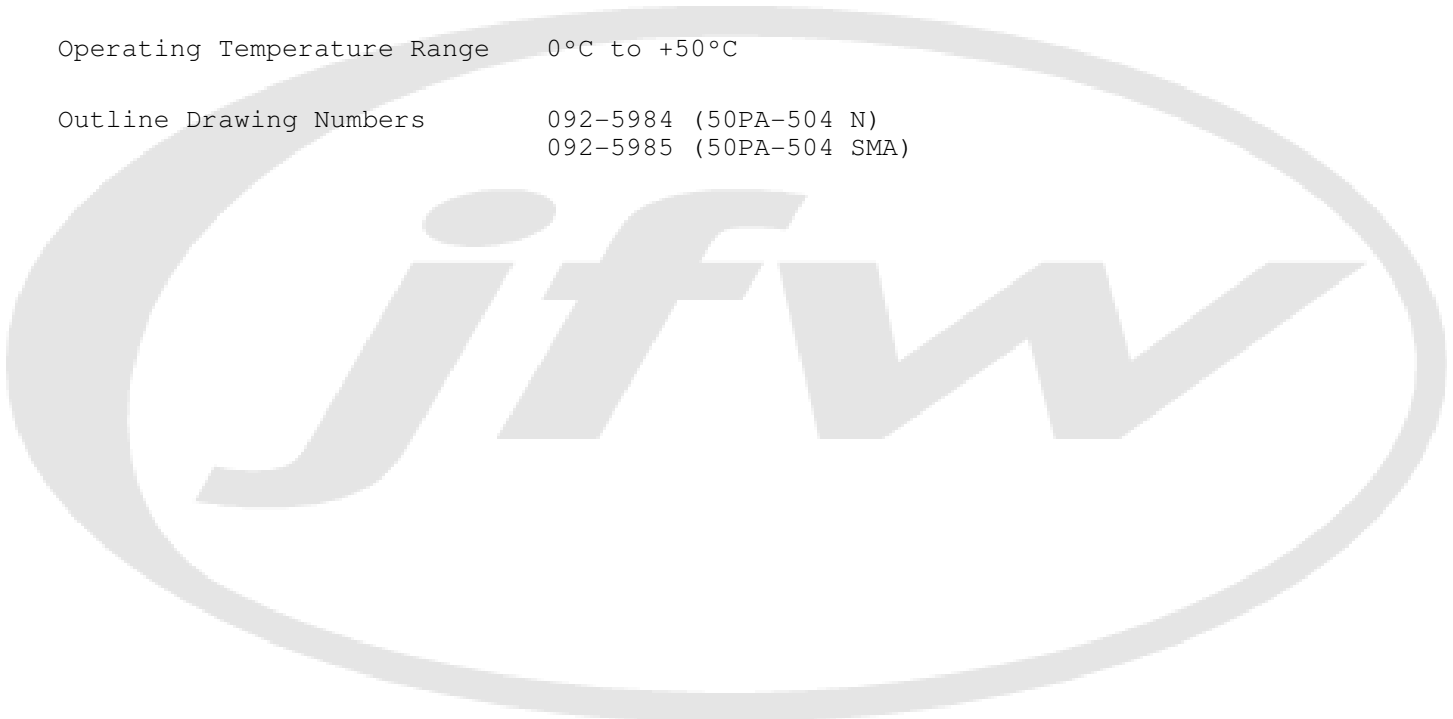 Operating Temperature Range 0°C to +50°C
Outline Drawing Numbers 092-5984 (50PA-504 N)
092-5985 (50PA-504 SMA)
jfw